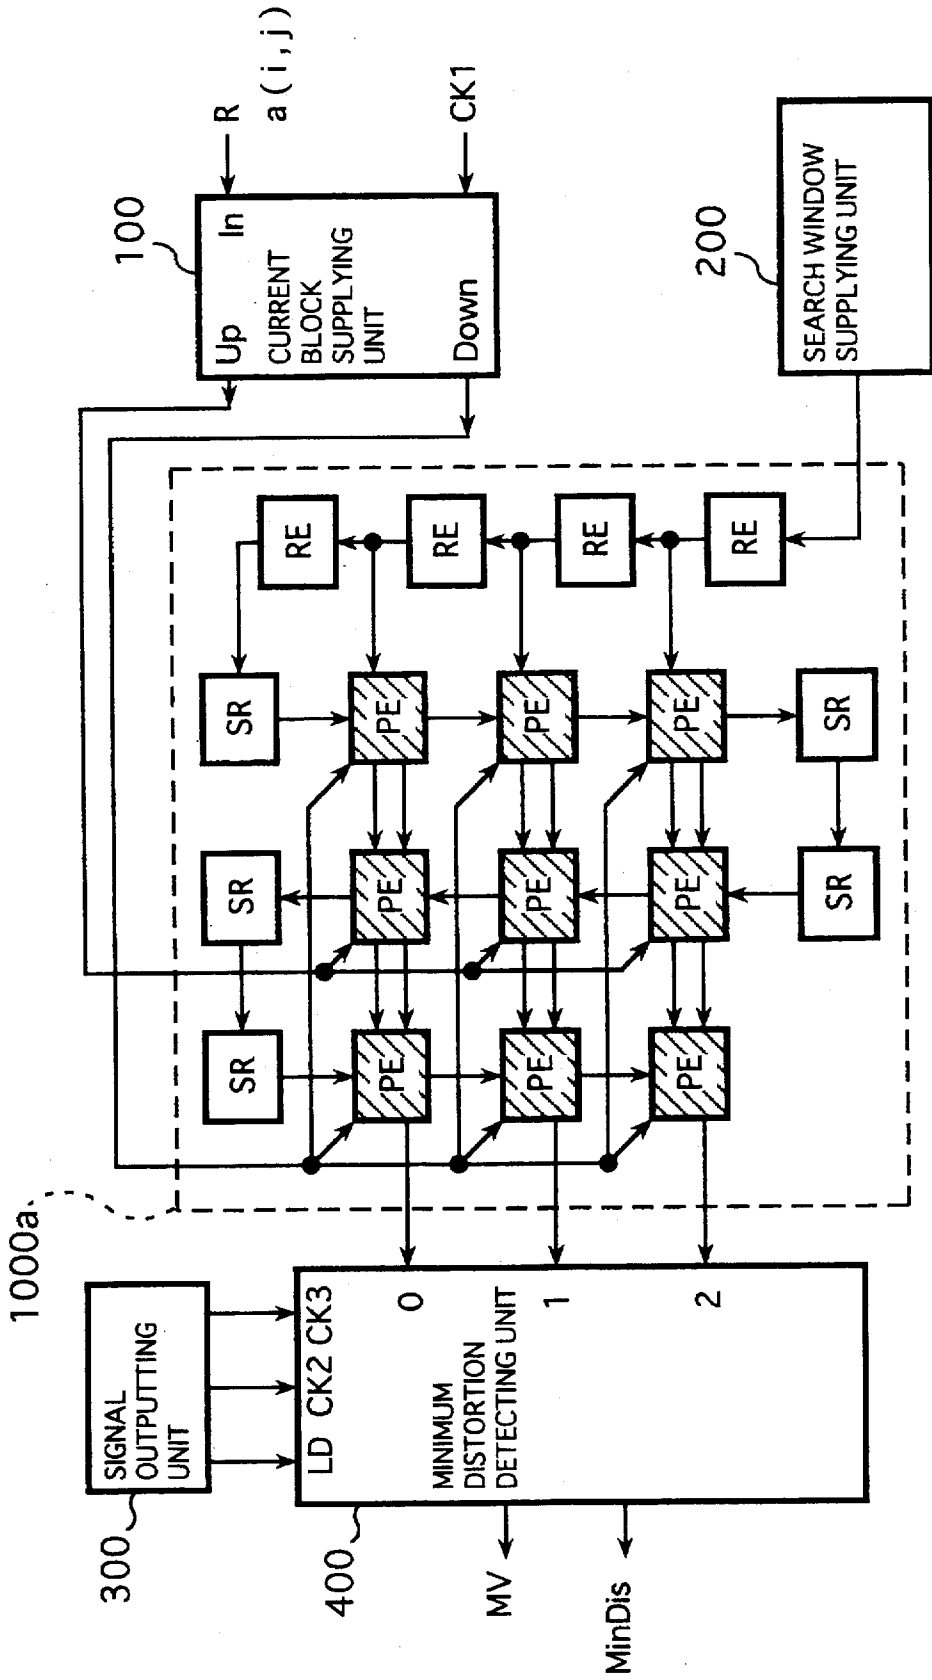 1000a
300
SIGNAL
OUTPUTTING
UNIT
LD CK2 CK3
400
MINIMUM
DISTORTION
DETECTING UNIT
0
1
2
MV
MinDis
SR
SR
SR
PE
PE
PE
PE
PE
PE
PE
PE
PE
SR
SR
RE
RE
RE
RE
100
Up
In
CURRENT
BLOCK
SUPPLYING
UNIT
Down
R
a ( i , j )
CK1
200
SEARCH WINDOW
SUPPLYING UNIT